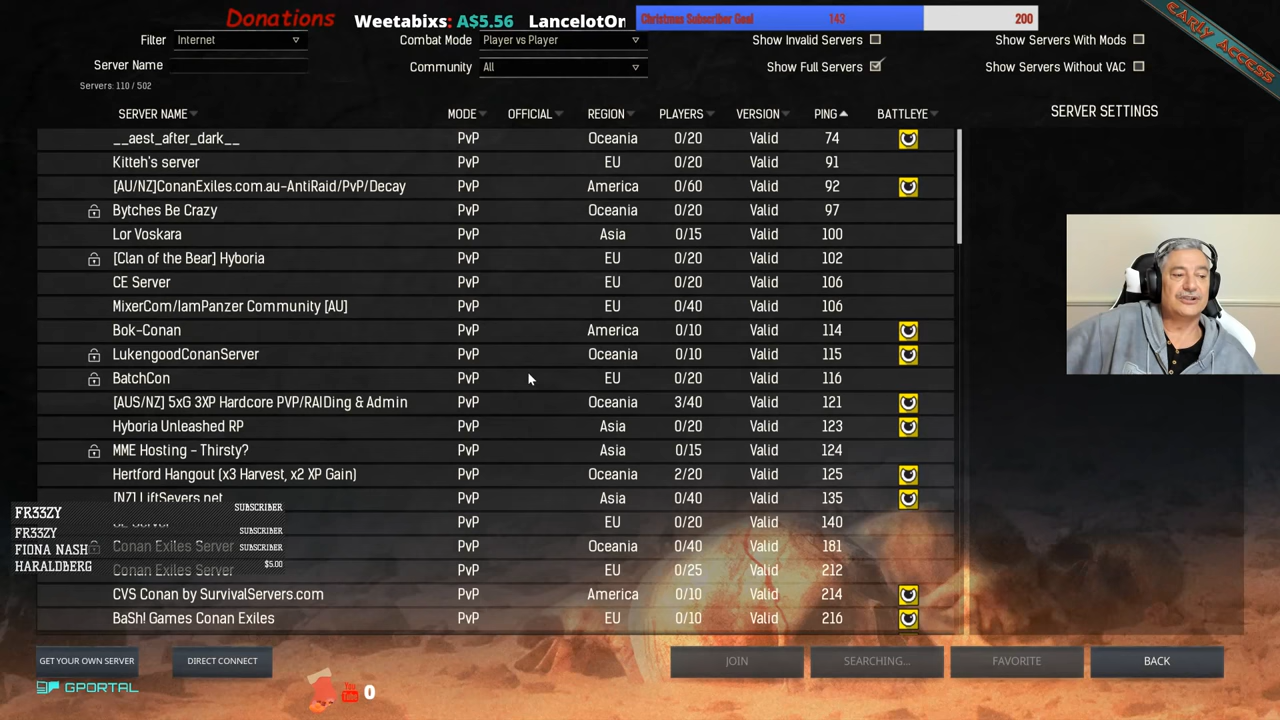 Donations
Weetabixs: A$5.56 LancelotOn
Christmas Subscriber Goal 143 200
EARLY ACCESS
Filter Internet
Combat Mode Player vs Player
Show Invalid Servers
Show Servers With Mods
Server Name
Community All
Show Full Servers
Show Servers Without VAC
Servers: 110 / 502
SERVER NAME MODE OFFICIAL REGION PLAYERS VERSION PING BATTLEYE
SERVER SETTINGS
__aest_after_dark__ PvP Oceania 0/20 Valid 74
Kitteh's server PvP EU 0/20 Valid 91
[AU/NZ]ConanExiles.com.au-AntiRaid/PvP/Decay PvP America 0/60 Valid 92
Bytches Be Crazy PvP Oceania 0/20 Valid 97
Lor Voskara PvP Asia 0/15 Valid 100
[Clan of the Bear] Hyboria PvP EU 0/20 Valid 102
CE Server PvP EU 0/20 Valid 106
MixerCom/IamPanzer Community [AU] PvP EU 0/40 Valid 106
Bok-Conan PvP America 0/10 Valid 114
LukengoodConanServer PvP Oceania 0/10 Valid 115
BatchCon PvP EU 0/20 Valid 116
[AUS/NZ] 5xG 3XP Hardcore PVP/RAIDing & Admin PvP Oceania 3/40 Valid 121
Hyboria Unleashed RP PvP Asia 0/20 Valid 123
MME Hosting - Thirsty? PvP Asia 0/15 Valid 124
Hertford Hangout (x3 Harvest, x2 XP Gain) PvP Oceania 2/20 Valid 125
[NZ] LiftSevers.net PvP Asia 0/40 Valid 135
FR33ZY SUBSCRIBER
PvP EU 0/20 Valid 140
FR33ZY SUBSCRIBER
FIONA NASH SUBSCRIBER
Conan Exiles Server PvP Oceania 0/40 Valid 181
HARALDBERG $5.00
Conan Exiles Server PvP EU 0/25 Valid 212
CVS Conan by SurvivalServers.com PvP America 0/10 Valid 214
BaSh! Games Conan Exiles PvP EU 0/10 Valid 216
GET YOUR OWN SERVER
DIRECT CONNECT
JOIN
SEARCHING...
FAVORITE
BACK
GPORTAL
You Tube 0